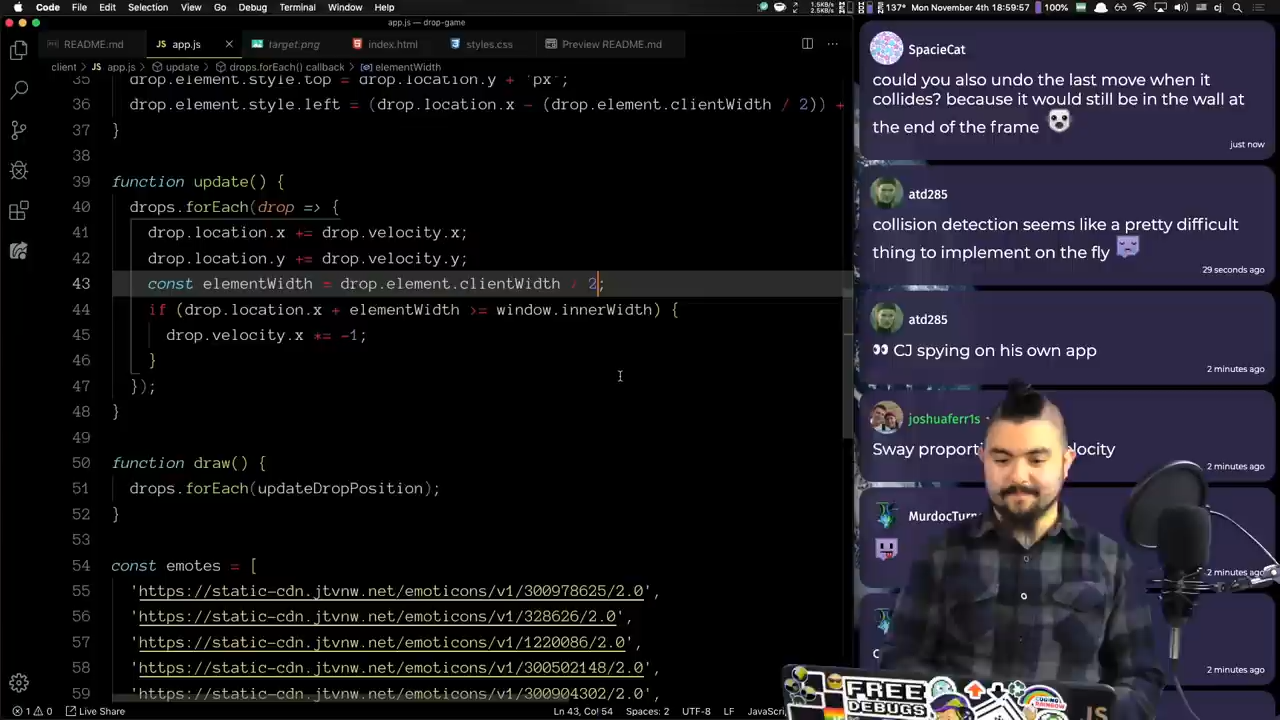 Code File Edit Selection View Go Debug Terminal Window Help
1.5KB/s
2.5KB/s
137° Mon November 4th 18:59:57
100%
cj
app.js — drop-game
README.md
app.js
target.png
index.html
styles.css
Preview README.md
client > app.js > update > drops.forEach() callback > elementWidth
35 drop.element.style.top = drop.location.y + 'px';
36 drop.element.style.left = (drop.location.x - (drop.element.clientWidth / 2)) +
37 }
38
39 function update() {
40 drops.forEach(drop => {
41 drop.location.x += drop.velocity.x;
42 drop.location.y += drop.velocity.y;
43 const elementWidth = drop.element.clientWidth / 2;
44 if (drop.location.x + elementWidth >= window.innerWidth) {
45 drop.velocity.x *= -1;
46 }
47 });
48 }
49
50 function draw() {
51 drops.forEach(updateDropPosition);
52 }
53
54 const emotes = [
55 'https://static-cdn.jtvnw.net/emoticons/v1/300978625/2.0',
56 'https://static-cdn.jtvnw.net/emoticons/v1/328626/2.0',
57 'https://static-cdn.jtvnw.net/emoticons/v1/1220086/2.0',
58 'https://static-cdn.jtvnw.net/emoticons/v1/300502148/2.0',
59 'https://static-cdn.jtvnw.net/emoticons/v1/300904302/2.0',
1 0 Live Share
Ln 43, Col 54 Spaces: 2 UTF-8 LF
SpacieCat
could you also undo the last move when it
collides? because it would still be in the wall at
the end of the frame
just now
atd285
collision detection seems like a pretty difficult
thing to implement on the fly
29 seconds ago
atd285
👀 CJ spying on his own app
2 minutes ago
joshuaferr1s
Sway
2 minutes ago
2 minutes ago
2 minutes ago
FREE
DEBUGS
JS